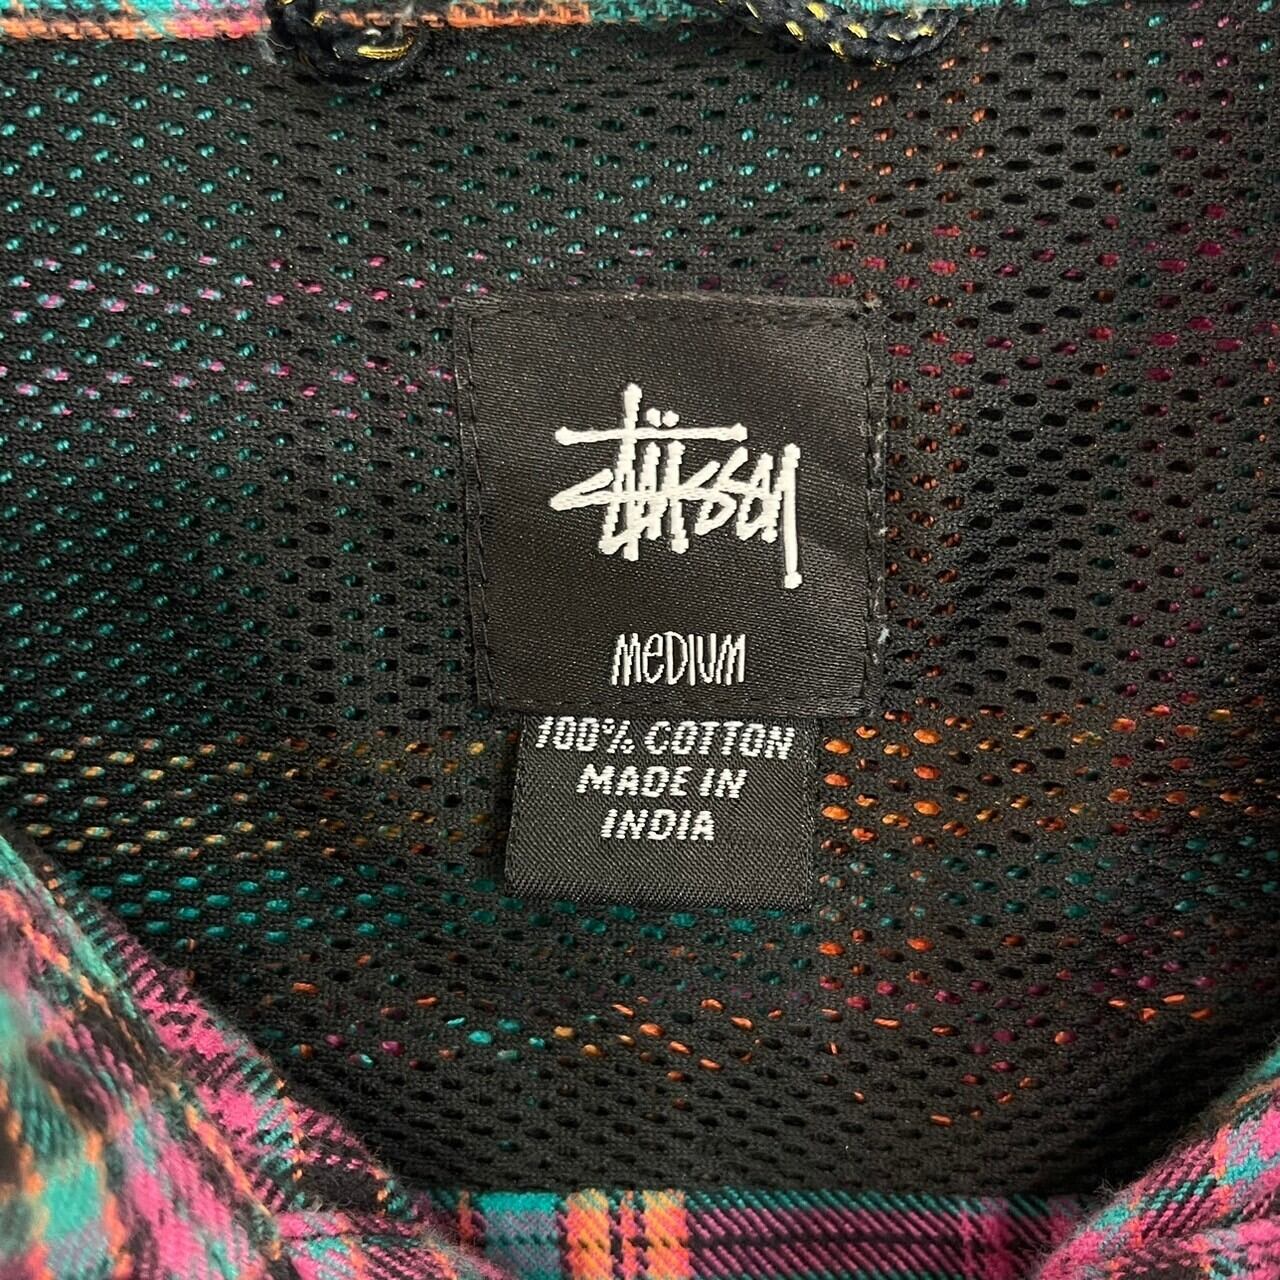 Stüssy
MEDIUM
100% COTTON
MADE IN
INDIA